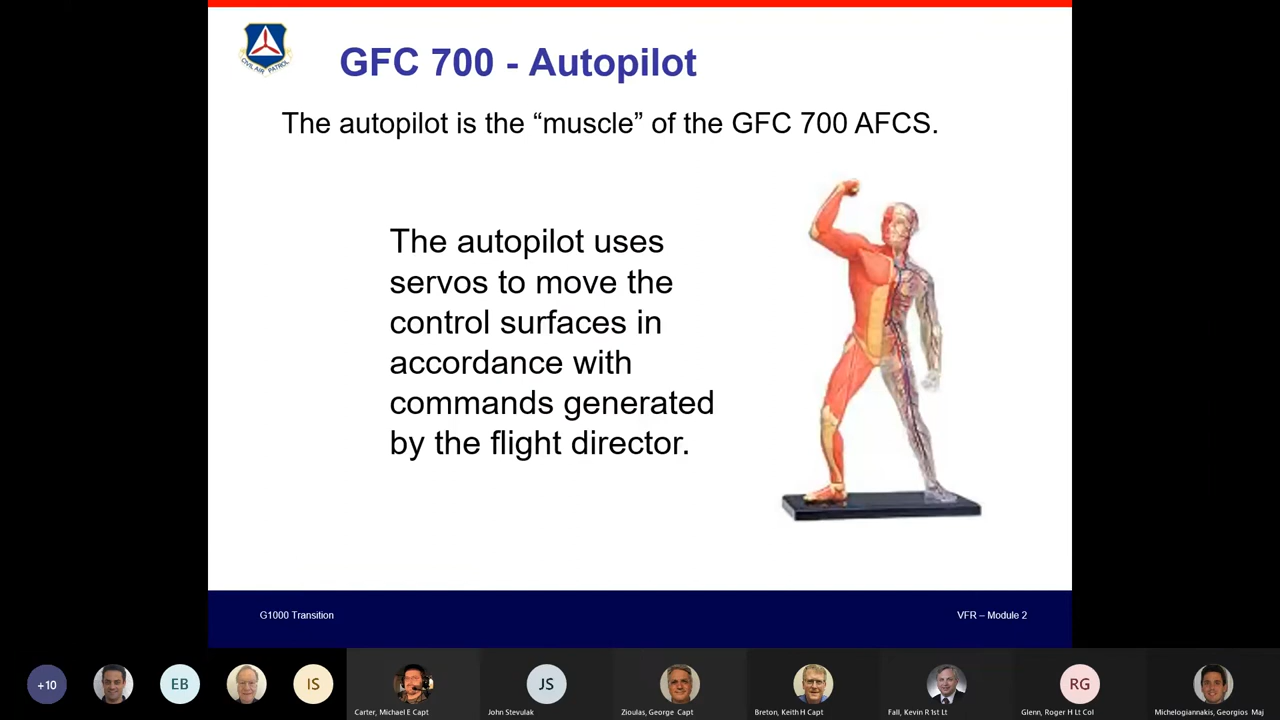 CIVIL AIR PATROL
GFC 700 - Autopilot
The autopilot is the “muscle” of the GFC 700 AFCS.
The autopilot uses
servos to move the
control surfaces in
accordance with
commands generated
by the flight director.
G1000 Transition
VFR – Module 2
+10
EB
IS
JS
RG
Carter, Michael E Capt
John Stevulak
Zioulas, George Capt
Breton, Keith H Capt
Fall, Kevin R 1st Lt
Glenn, Roger H Lt Col
Michelogiannakis, Georgios Maj